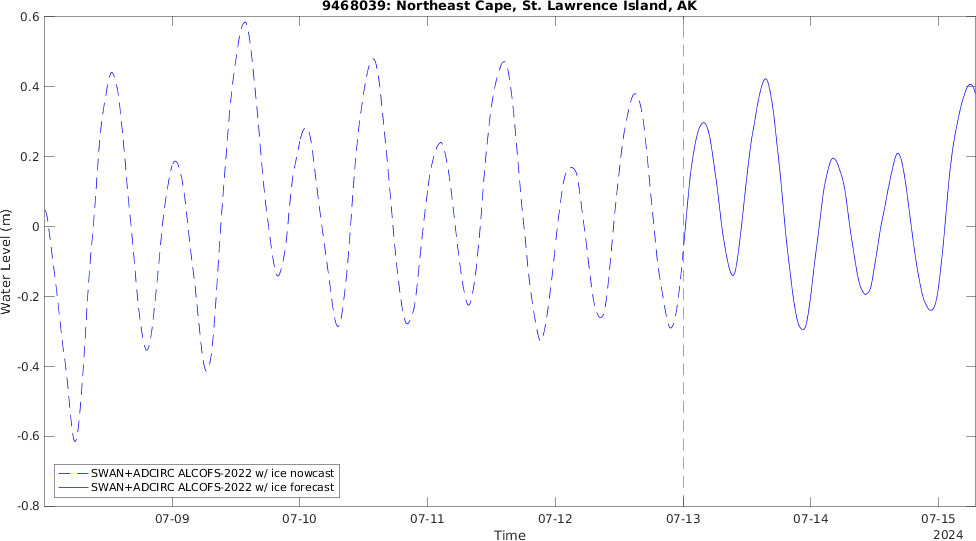 9468039: Northeast Cape, St. Lawrence Island, AK
0.6
0.4
0.2
0
-0.2
-0.4
-0.6
-0.8
Water Level (m)
SWAN+ADCIRC ALCOFS-2022 w/ ice nowcast
SWAN+ADCIRC ALCOFS-2022 w/ ice forecast
07-09 07-10 07-11 07-12 07-13 07-14 07-15
Time
2024